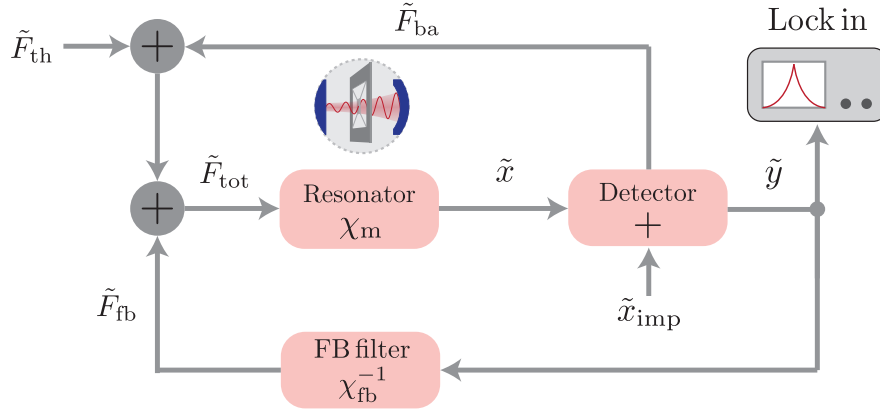 F̃_ba
Lock in
F̃_th
+
F̃_tot
x̃
ỹ
Resonator
χ_m
Detector
+
+
F̃_fb
x̃_imp
FB filter
χ_fb^−1